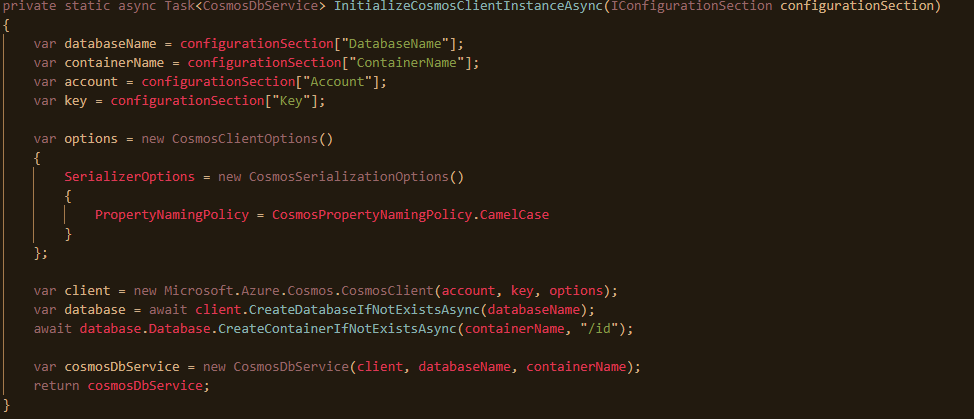 private static async Task<CosmosDbService> InitializeCosmosClientInstanceAsync(IConfigurationSection configurationSection)
{
    var databaseName = configurationSection["DatabaseName"];
    var containerName = configurationSection["ContainerName"];
    var account = configurationSection["Account"];
    var key = configurationSection["Key"];

    var options = new CosmosClientOptions()
    {
        SerializerOptions = new CosmosSerializationOptions()
        {
            PropertyNamingPolicy = CosmosPropertyNamingPolicy.CamelCase
        }
    };

    var client = new Microsoft.Azure.Cosmos.CosmosClient(account, key, options);
    var database = await client.CreateDatabaseIfNotExistsAsync(databaseName);
    await database.Database.CreateContainerIfNotExistsAsync(containerName, "/id");

    var cosmosDbService = new CosmosDbService(client, databaseName, containerName);
    return cosmosDbService;
}